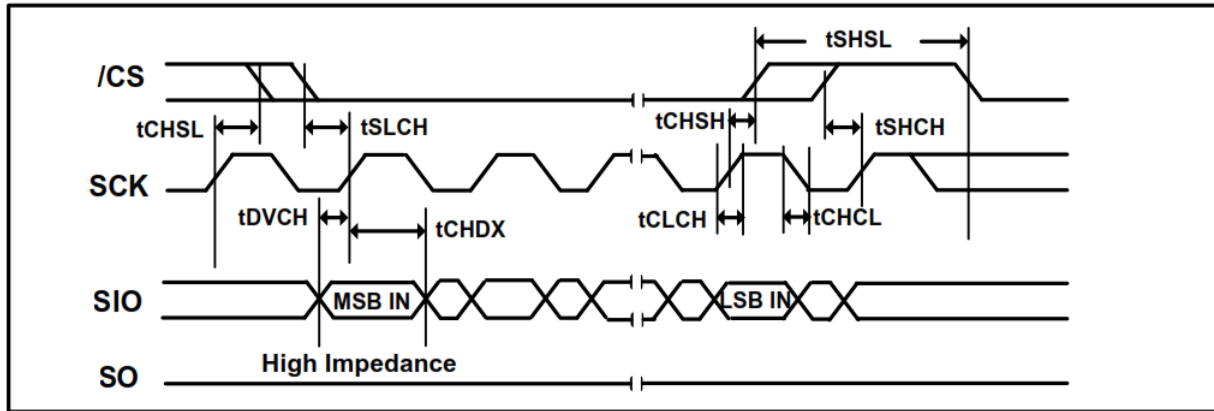 tSHSL
/CS
tCHSL
tSLCH
tCHSH
tSHCH
SCK
tDVCH
tCHDX
tCLCH
tCHCL
SIO
MSB IN
LSB IN
High Impedance
SO